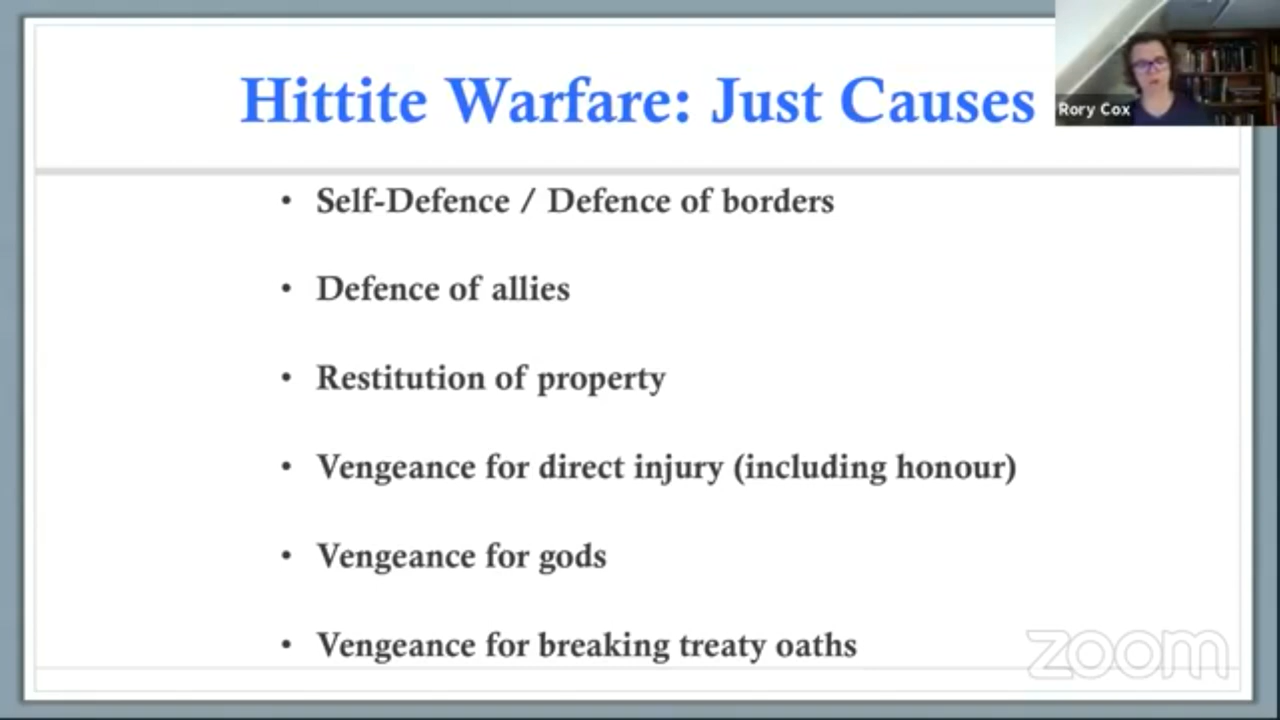 Hittite Warfare: Just Causes
Rory Cox
• Self-Defence / Defence of borders
• Defence of allies
• Restitution of property
• Vengeance for direct injury (including honour)
• Vengeance for gods
• Vengeance for breaking treaty oaths
zoom